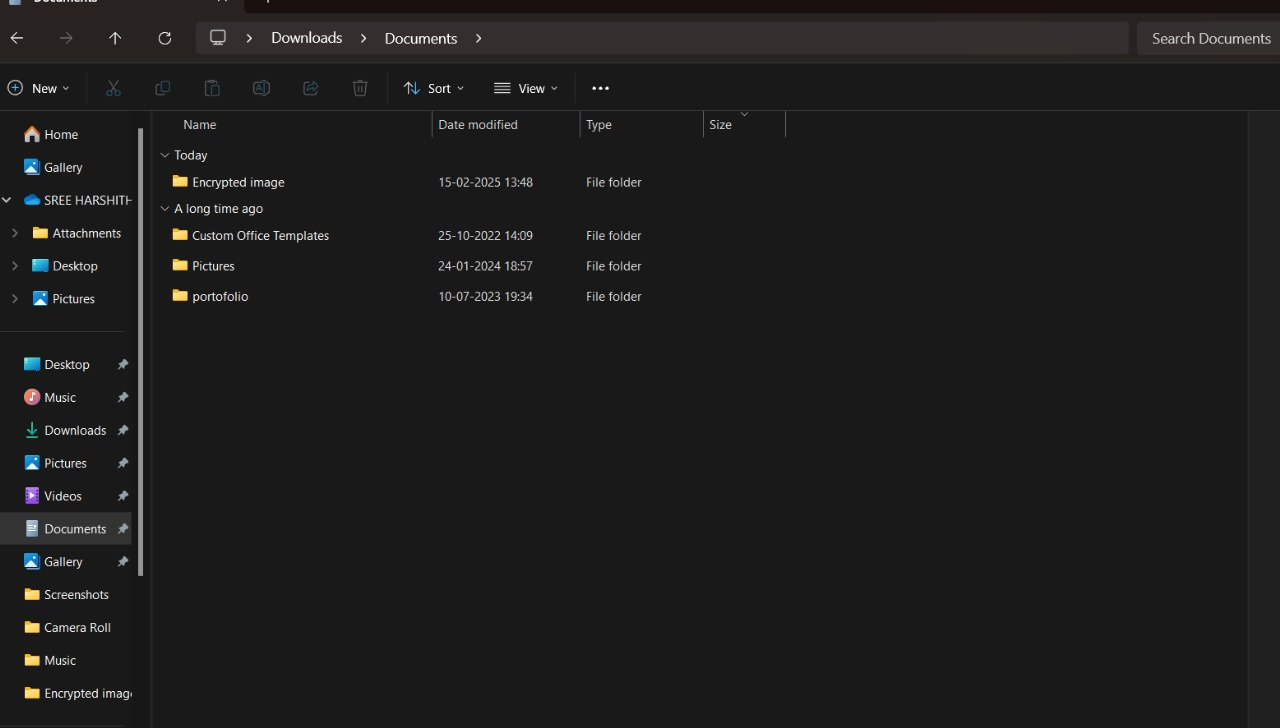 Documents
Downloads > Documents >
Search Documents
New
Sort
View
Name
Date modified
Type
Size
Today
Encrypted image 15-02-2025 13:48 File folder
A long time ago
Custom Office Templates 25-10-2022 14:09 File folder
Pictures 24-01-2024 18:57 File folder
portofolio 10-07-2023 19:34 File folder
Home
Gallery
SREE HARSHITH
Attachments
Desktop
Pictures
Desktop
Music
Downloads
Pictures
Videos
Documents
Gallery
Screenshots
Camera Roll
Music
Encrypted image